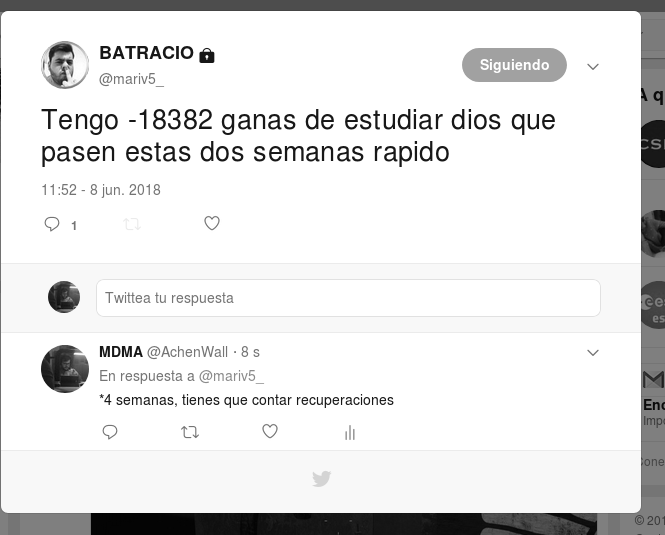 BATRACIO
@mariv5_
Siguiendo
Tengo -18382 ganas de estudiar dios que
pasen estas dos semanas rapido
11:52 - 8 jun. 2018
1
Twittea tu respuesta
MDMA @AchenWall · 8 s
En respuesta a @mariv5_
*4 semanas, tienes que contar recuperaciones
A q
CS
ees
es
M
Enc
Impo
Cone
© 201